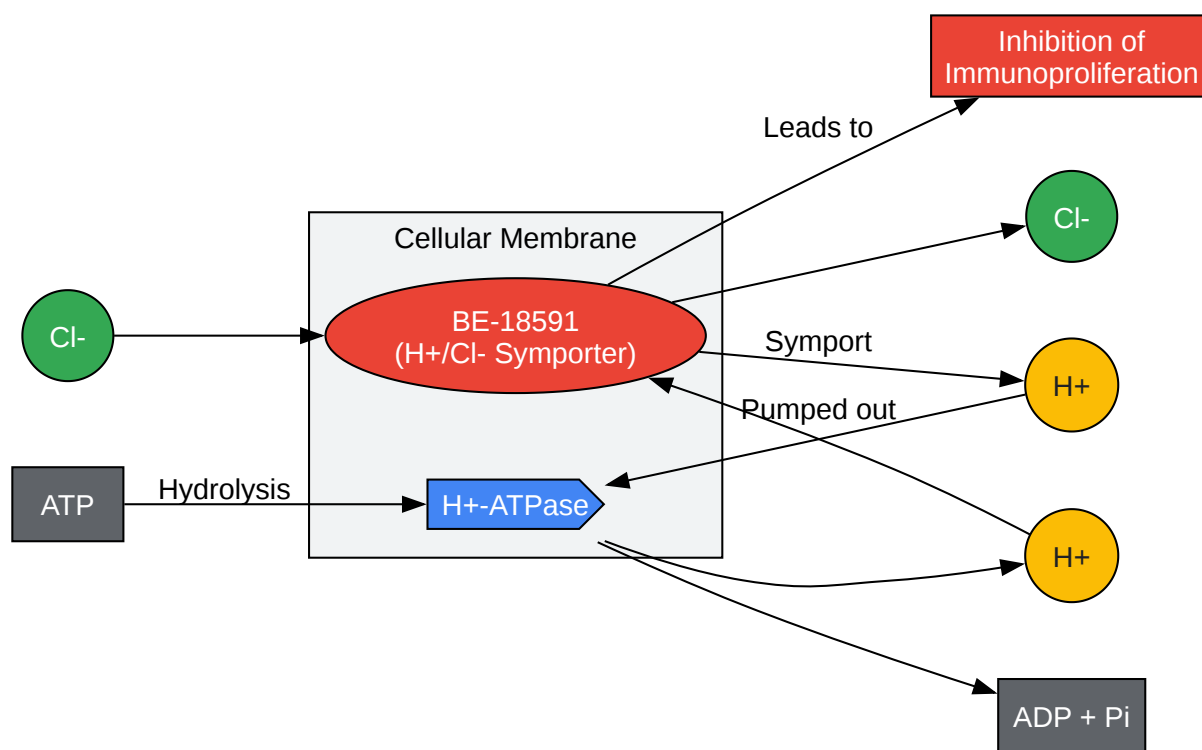 Inhibition of
Immunoproliferation
Leads to
Cl-
Cellular Membrane
BE-18591
(H+/Cl- Symporter)
Cl-
Symport
H+
Pumped out
ATP
Hydrolysis
H+-ATPase
H+
ADP + Pi